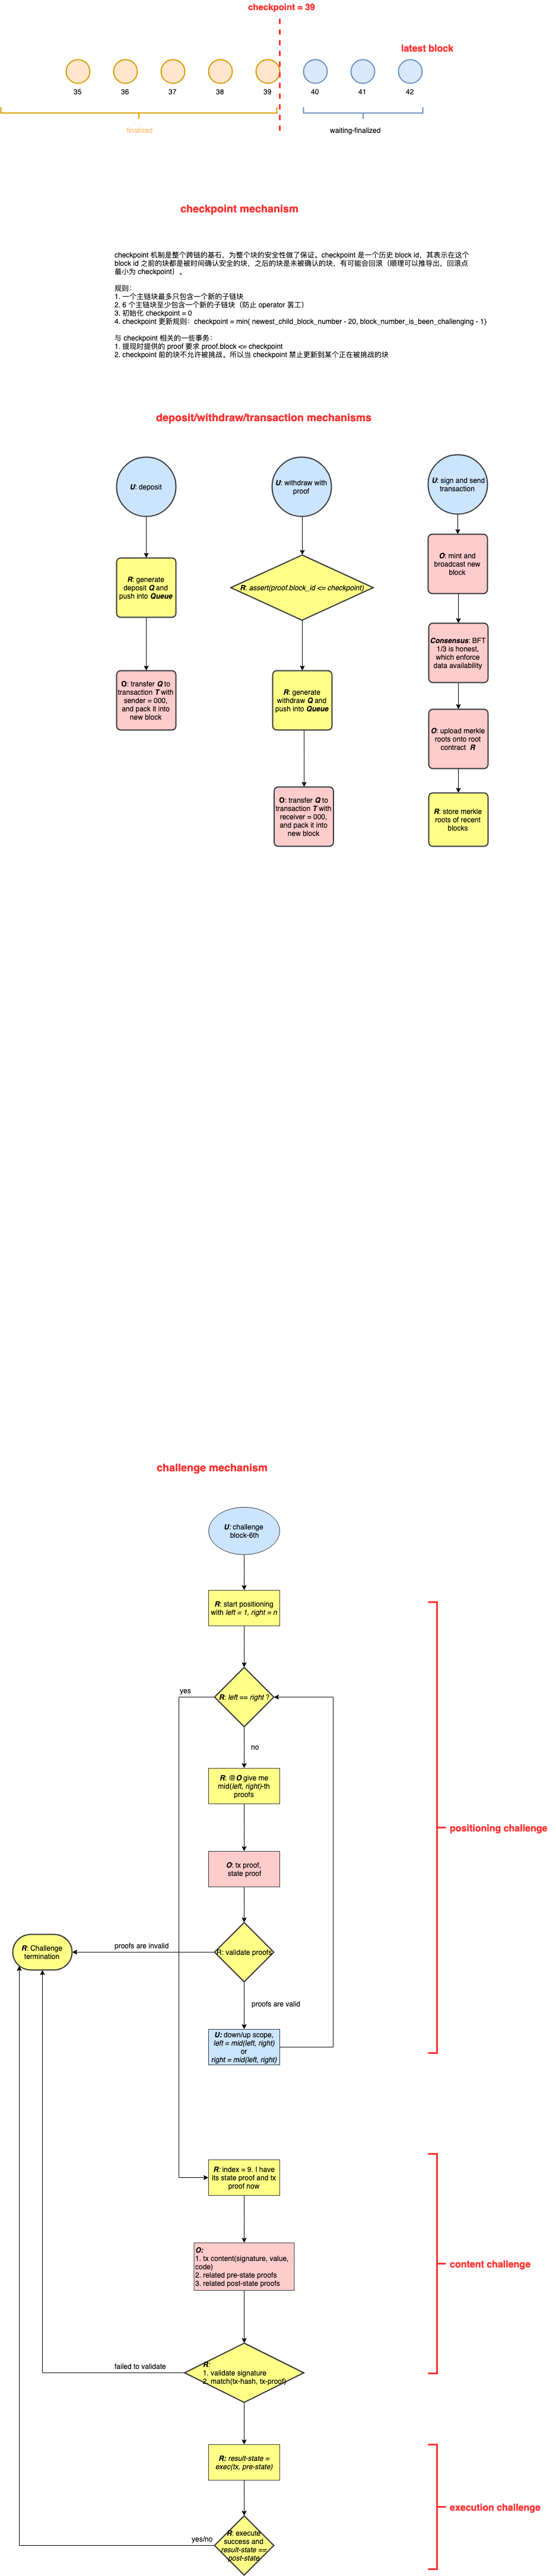 checkpoint = 39
latest block
35 36 37 38 39 40 41 42
finalized
waiting-finalized
checkpoint mechanism
checkpoint 机制是整个跨链的基石，为整个块的安全性做了保证。checkpoint 是一个历史 block id，其表示在这个
block id 之前的块都是被时间确认安全的块，之后的块是未被确认的块，有可能会回滚（顺理可以推导出，回滚点
最小为 checkpoint）。
规则：
1. 一个主链块最多只包含一个新的子链块
2. 6 个主链块至少包含一个新的子链块（防止 operator 罢工）
3. 初始化 checkpoint = 0
4. checkpoint 更新规则：checkpoint = min{ newest_child_block_number - 20, block_number_is_been_challenging - 1}
与 checkpoint 相关的一些事务：
1. 提现时提供的 proof 要求 proof.block <= checkpoint
2. checkpoint 前的块不允许被挑战。所以当 checkpoint 禁止更新到某个正在被挑战的块
deposit/withdraw/transaction mechanisms
U: deposit
R: generate
deposit Q and
push into Queue
O: transfer Q to
transaction T with
sender = 000,
and pack it into
new block
U: withdraw with
proof
R: assert(proof.block_id <= checkpoint)
R: generate
withdraw Q and
push into Queue
O: transfer Q to
transaction T with
receiver = 000,
and pack it into
new block
U: sign and send
transaction
O: mint and
broadcast new
block
Consensus: BFT
1/3 is honest,
which enforce
data availability
O: upload merkle
roots onto root
contract R
R: store merkle
roots of recent
blocks
challenge mechanism
U: challenge
block-6th
R: start positioning
with left = 1, right = n
yes
R: left == right ?
no
R: @O give me
mid(left, right)-th
proofs
positioning challenge
O: tx proof,
state proof
R: Challenge
termination
proofs are invalid
R: validate proofs
proofs are valid
U: down/up scope,
left = mid(left, right)
or
right = mid(left, right)
R: index = 9. I have
its state proof and tx
proof now
O:
1. tx content(signature, value,
code)
2. related pre-state proofs
3. related post-state proofs
content challenge
failed to validate
R:
1. validate signature
2. match(tx-hash, tx-proof)
R: result-state =
exec(tx, pre-state)
execution challenge
yes/no
R: execute
success and
result-state ==
post-state